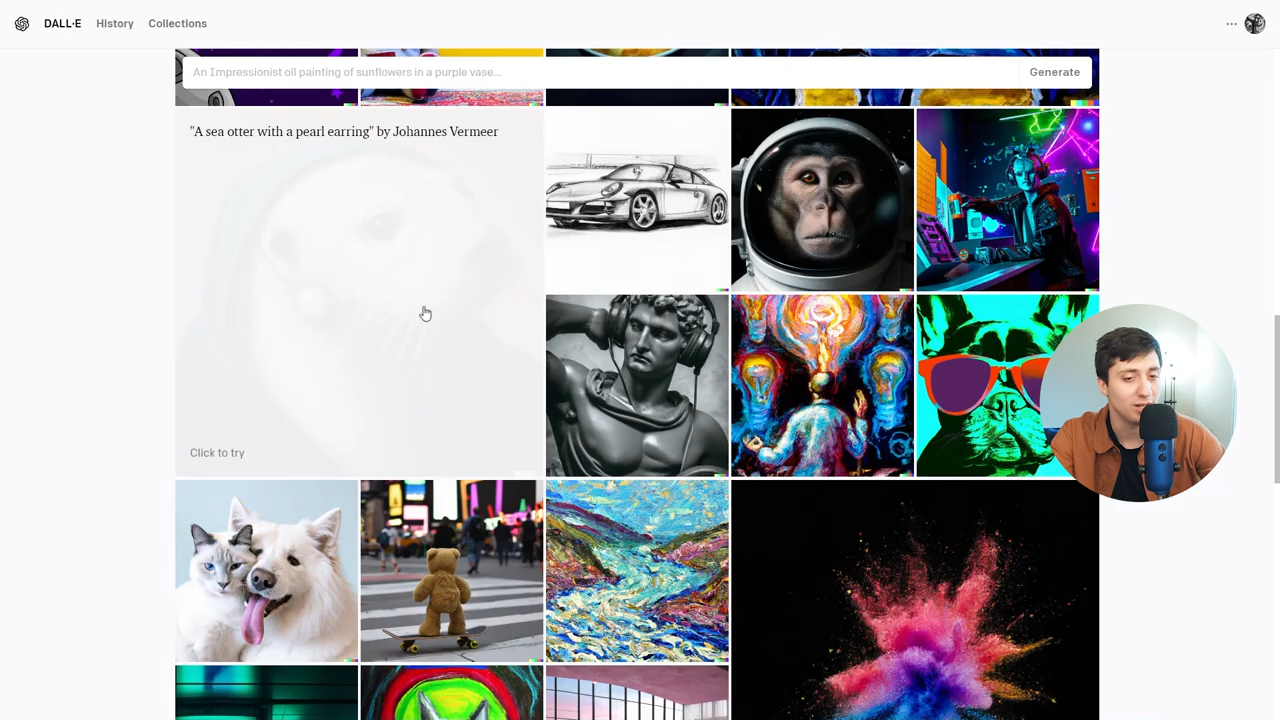 DALL·E History Collections
An Impressionist oil painting of sunflowers in a purple vase... Generate
"A sea otter with a pearl earring" by Johannes Vermeer
Click to try